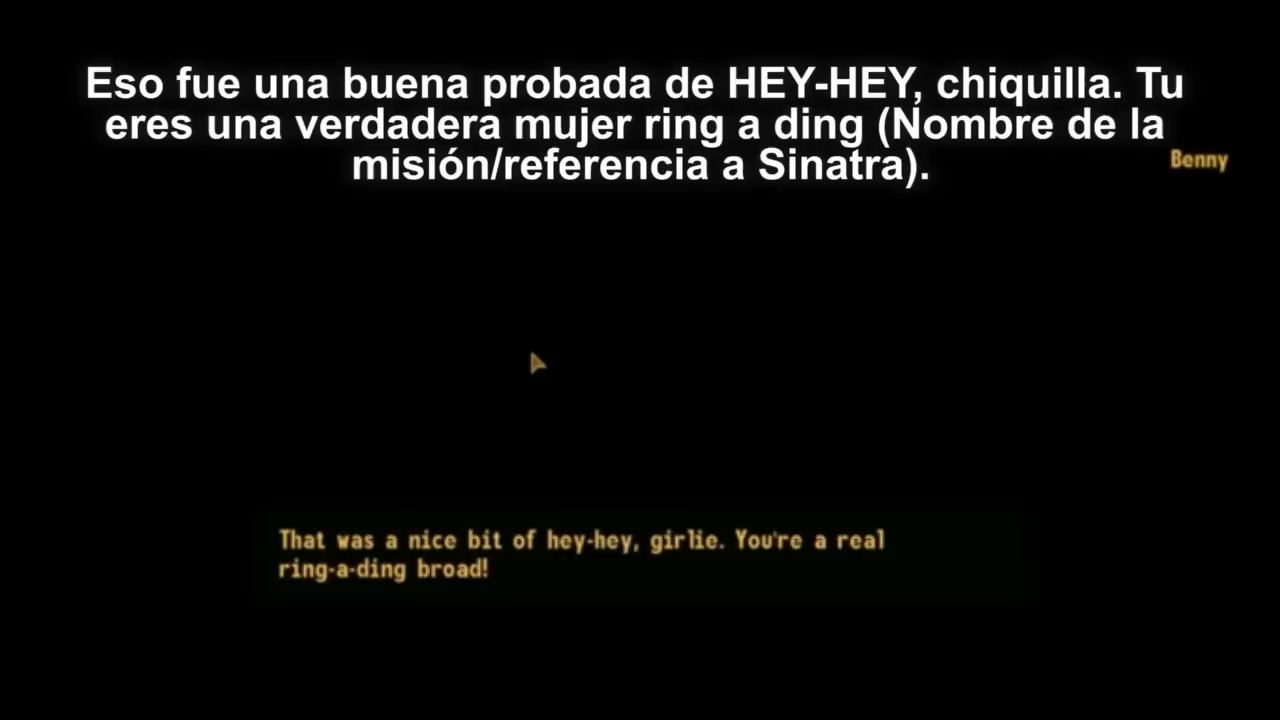 Eso fue una buena probada de HEY-HEY, chiquilla. Tu
eres una verdadera mujer ring a ding (Nombre de la
misión/referencia a Sinatra).
Benny
That was a nice bit of hey-hey, girlie. You're a real
ring-a-ding broad!